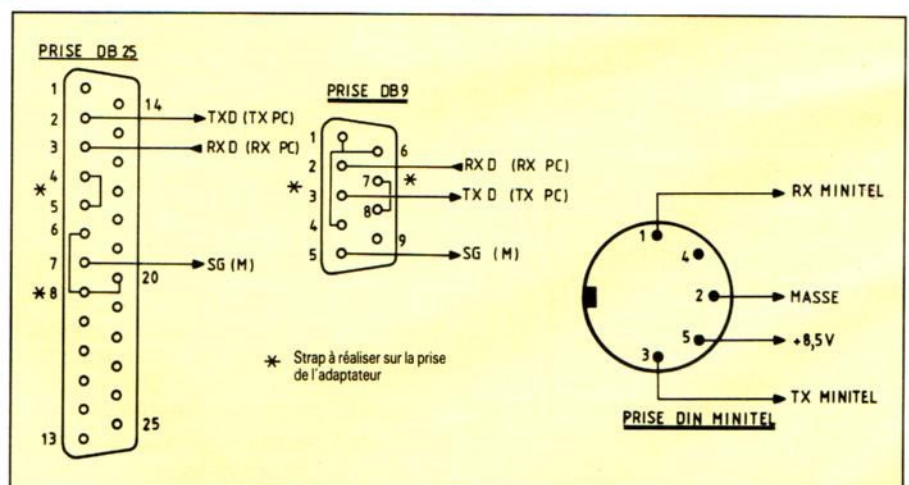 PRISE DB 25
1
14
2
TXD (TX PC)
3
RXD (RX PC)
4
*
5
6
7
SG (M)
20
*8
13
25
PRISE DB9
1
6
2
RXD (RX PC)
*
7
*
3
TXD (TX PC)
8
4
9
5
SG (M)
* Strap à réaliser sur la prise
de l'adaptateur
RX MINITEL
1
4
2
MASSE
5
+8,5V
3
TX MINITEL
PRISE DIN MINITEL